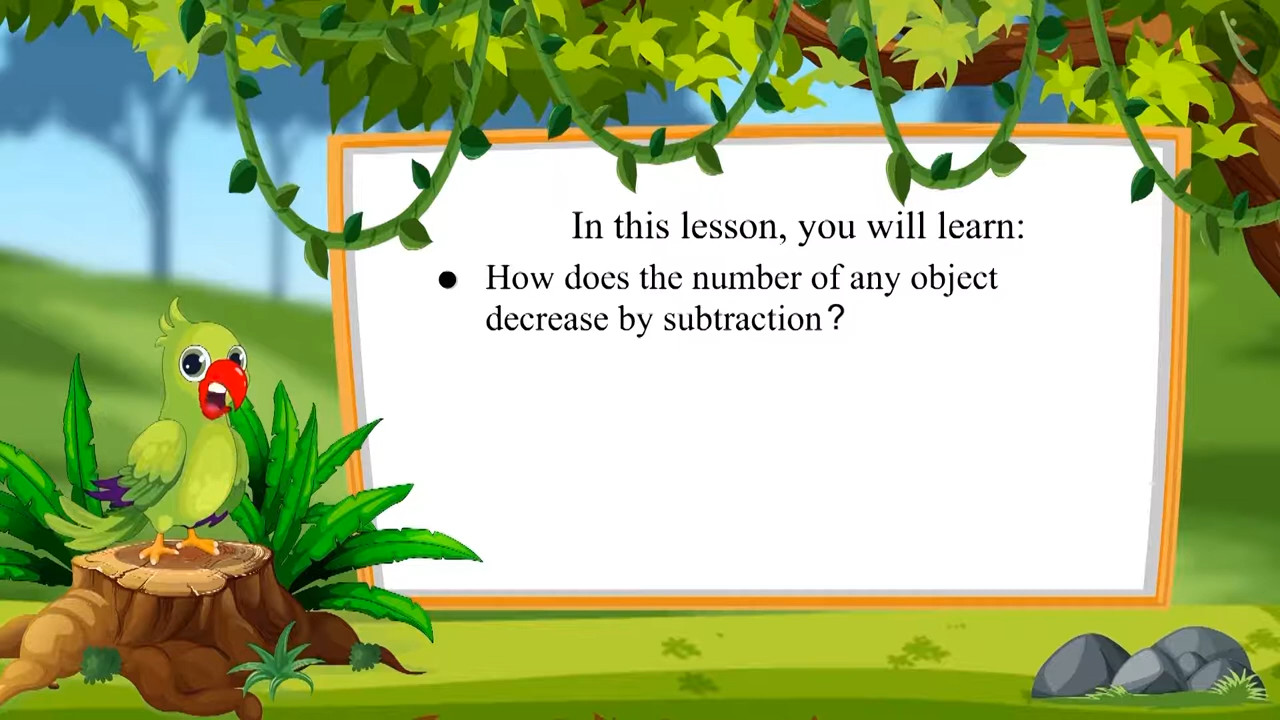 In this lesson, you will learn:
● How does the number of any object
decrease by subtraction?